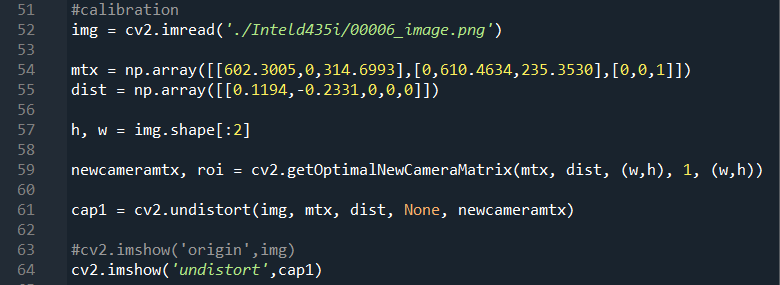 51 #calibration
52 img = cv2.imread('./Inteld435i/00006_image.png')
53
54 mtx = np.array([[602.3005,0,314.6993],[0,610.4634,235.3530],[0,0,1]])
55 dist = np.array([[0.1194,-0.2331,0,0,0]])
56
57 h, w = img.shape[:2]
58
59 newcameramtx, roi = cv2.getOptimalNewCameraMatrix(mtx, dist, (w,h), 1, (w,h))
60
61 cap1 = cv2.undistort(img, mtx, dist, None, newcameramtx)
62
63 #cv2.imshow('origin',img)
64 cv2.imshow('undistort',cap1)